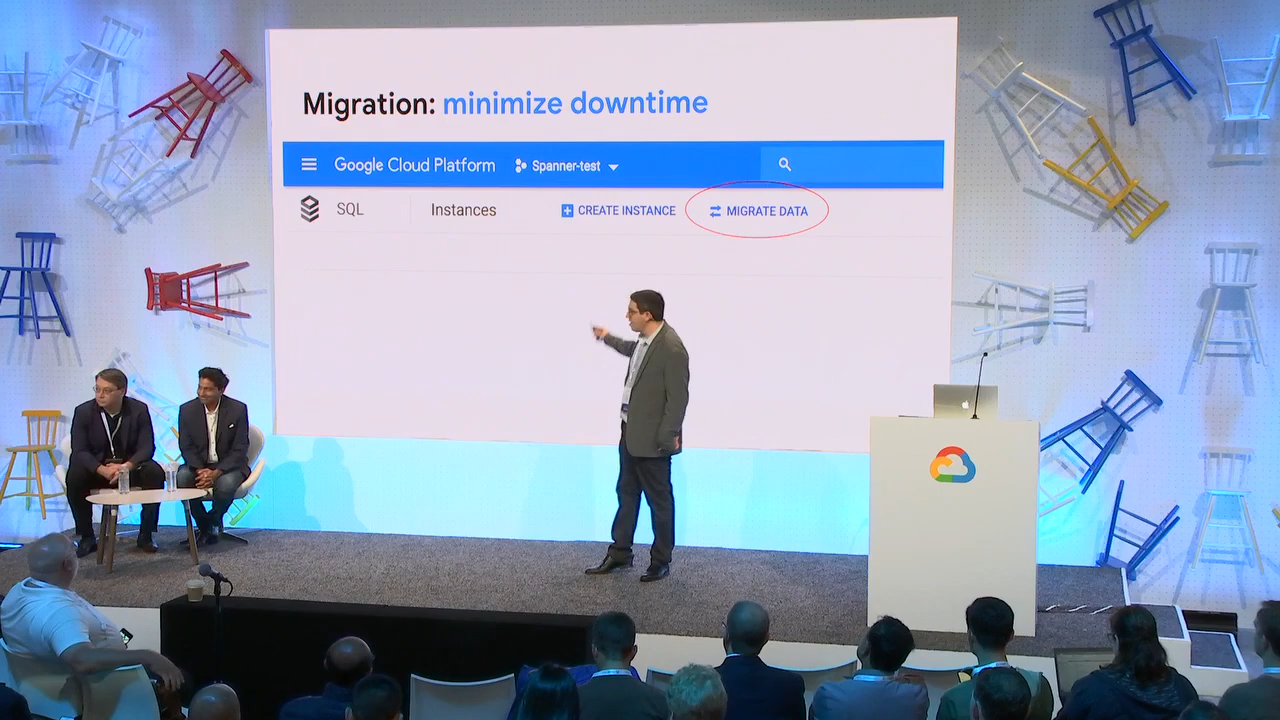 Migration: minimize downtime
Google Cloud Platform Spanner-test
SQL Instances CREATE INSTANCE MIGRATE DATA